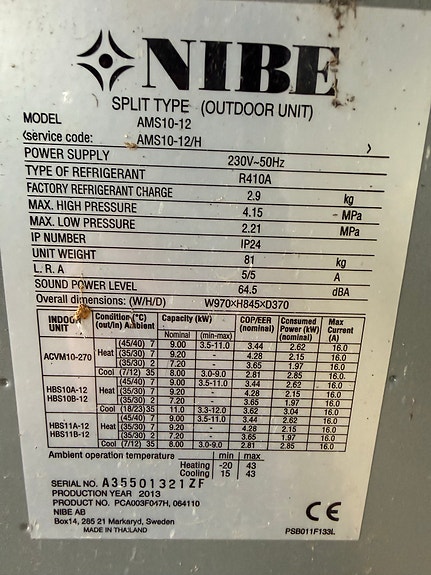 NIBE
SPLIT TYPE (OUTDOOR UNIT)
MODEL AMS10-12
(service code: AMS10-12/H )
POWER SUPPLY 230V~50Hz
TYPE OF REFRIGERANT R410A
FACTORY REFRIGERANT CHARGE 2.9 kg
MAX. HIGH PRESSURE 4.15 MPa
MAX. LOW PRESSURE 2.21 MPa
IP NUMBER IP24
UNIT WEIGHT 81 kg
L. R. A 5/5 A
SOUND POWER LEVEL 64.5 dBA
Overall dimensions: (W/H/D) W970×H845×D370
INDOOR UNIT Condition (°C) (out/in) Ambient Capacity (kW) COP/EER (nominal) Consumed Power (kW) (nominal) Max Current (A)
Nominal (min-max)
ACVM10-270 Heat (45/40) 7 9.00 3.5-11.0 3.44 2.62 16.0
(35/30) 7 9.20 - 4.28 2.15 16.0
(35/30) 2 7.20 - 3.65 1.97 16.0
Cool (7/12) 35 8.00 3.0-9.0 2.81 2.85 16.0
HBS10A-12 HBS10B-12 Heat (45/40) 7 9.00 3.5-11.0 3.44 2.62 16.0
(35/30) 7 9.20 - 4.28 2.15 16.0
(35/30) 2 7.20 - 3.65 1.97 16.0
Cool (18/23) 35 11.0 3.3-12.0 3.62 3.04 16.0
HBS11A-12 HBS11B-12 Heat (45/40) 7 9.00 3.5-11.0 3.44 2.62 16.0
(35/30) 7 9.20 - 4.28 2.15 16.0
(35/30) 2 7.20 - 3.65 1.97 16.0
Cool (7/12) 35 8.00 3.0-9.0 2.81 2.85 16.0
Ambient operation temperature min max
Heating -20 43
Cooling 15 43
SERIAL NO. A35501321ZF
PRODUCTION YEAR 2013
PRODUCT NO. PCA003F047H, 064110
NIBE AB
Box14, 285 21 Markaryd, Sweden
MADE IN THAILAND
CE
PSB011F133L